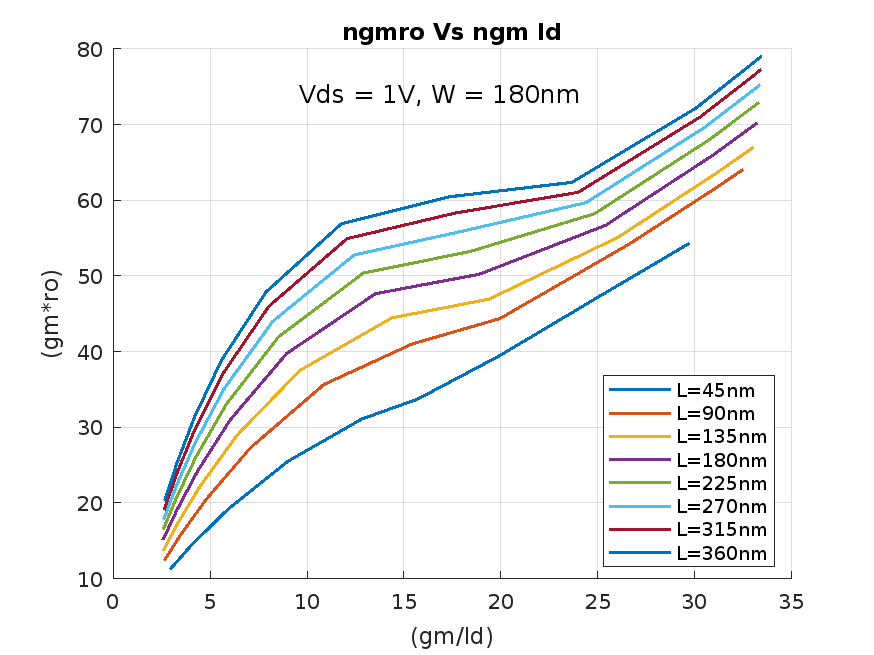 ngmro Vs ngm Id
Vds = 1V, W = 180nm
80
70
60
50
40
30
20
10
(gm*ro)
0
5
10
15
20
25
30
35
(gm/Id)
L=45nm
L=90nm
L=135nm
L=180nm
L=225nm
L=270nm
L=315nm
L=360nm